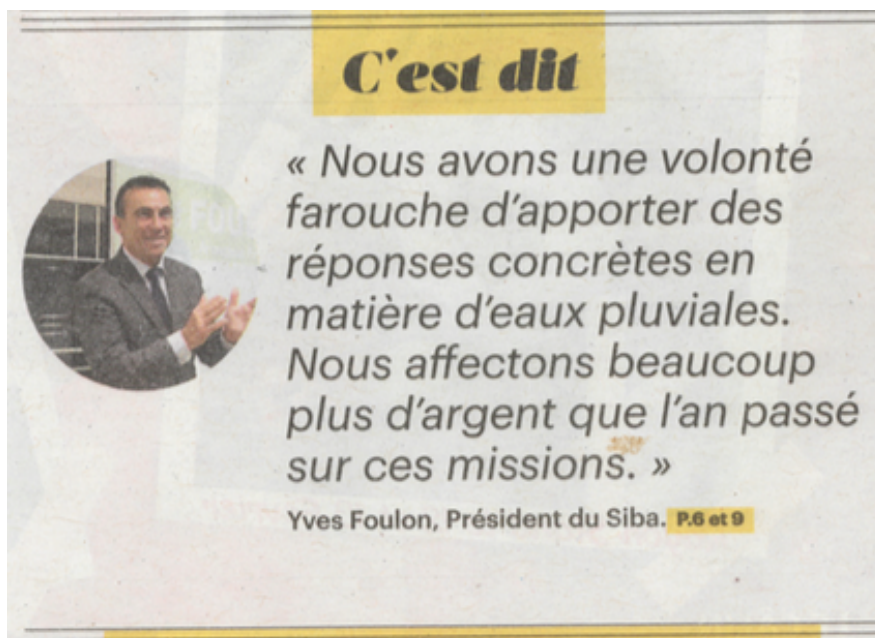 C'est dit
« Nous avons une volonté
farouche d'apporter des
réponses concrètes en
matière d'eaux pluviales.
Nous affectons beaucoup
plus d'argent que l'an passé
sur ces missions. »
Yves Foulon, Président du Siba. P.6 et 9